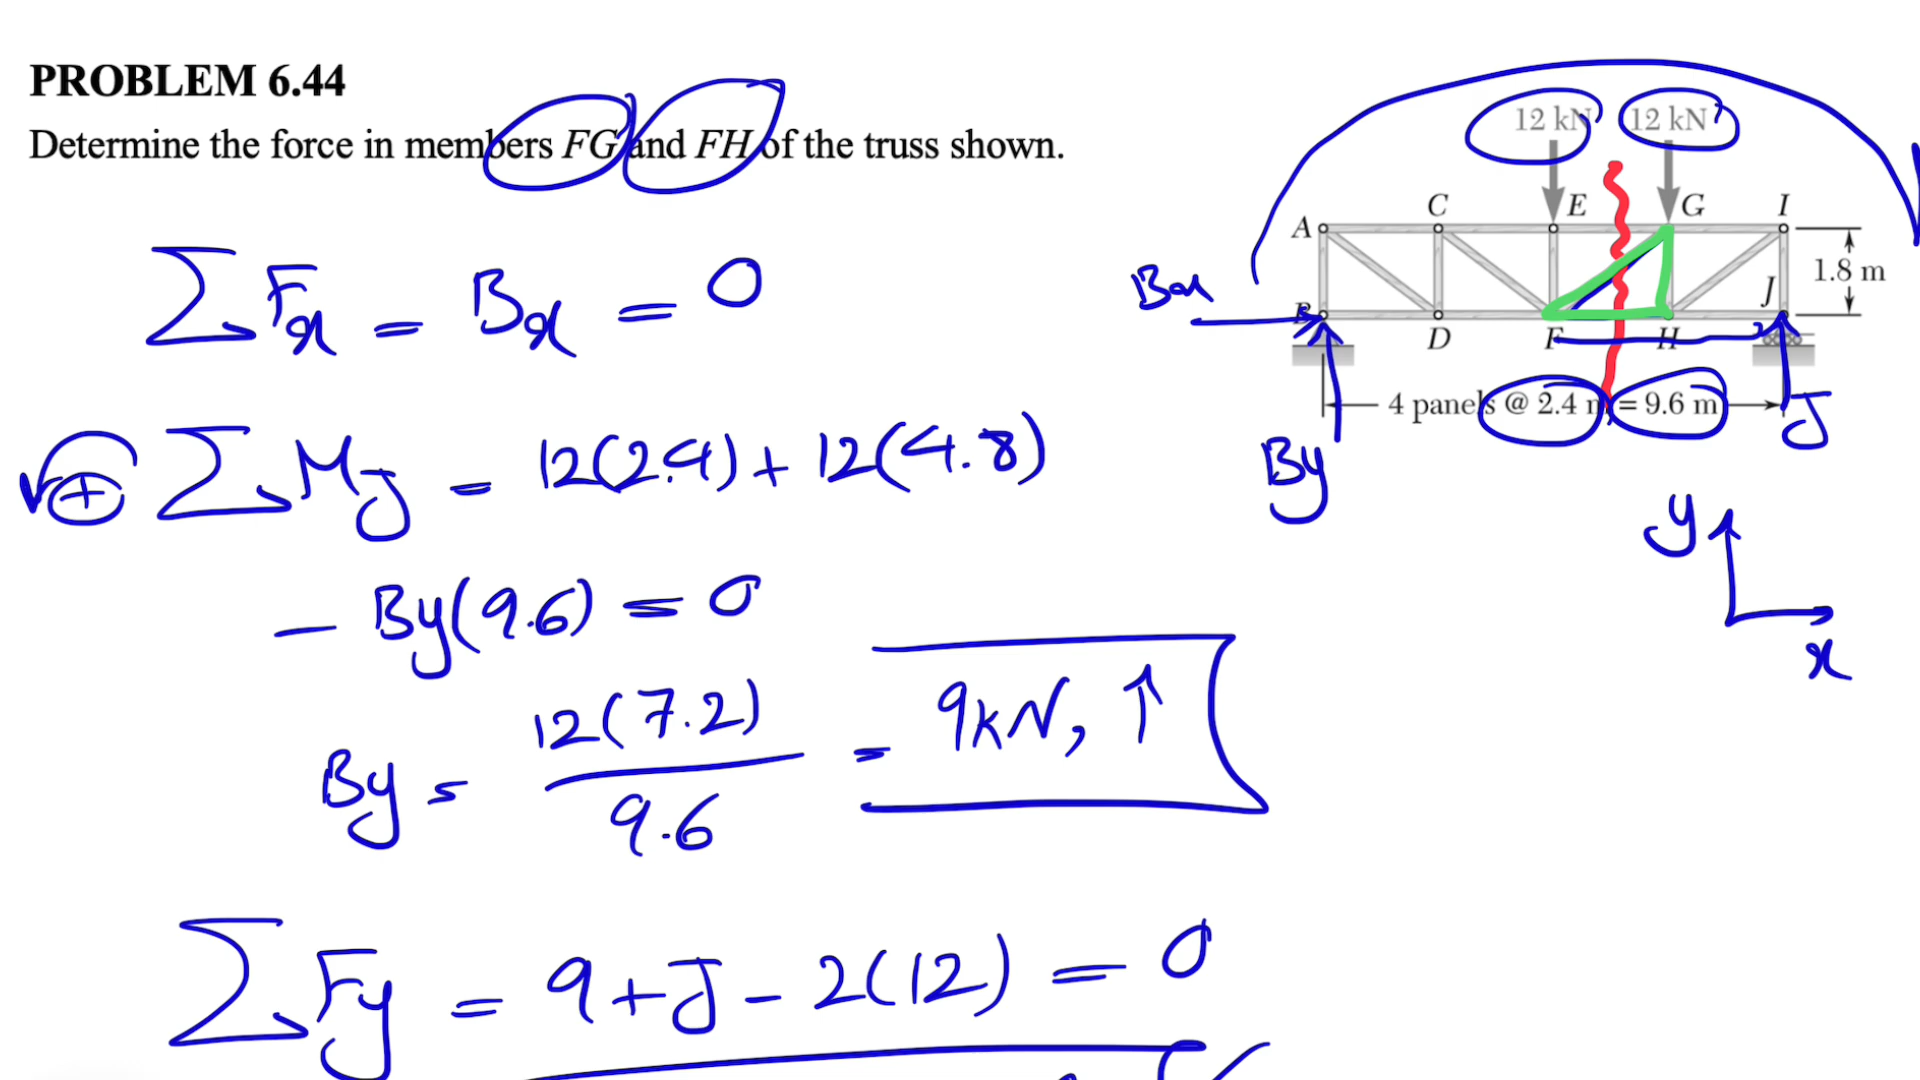 PROBLEM 6.44
Determine the force in members FG and FH of the truss shown.
12 kN 12 kN
A C E G I
1.8 m
B D F H J
4 panels @ 2.4 m = 9.6 m
Bx
By
J
y
x
ΣFx = Bx = 0
+ ΣMJ = 12(2.4) + 12(4.8)
- By(9.6) = 0
By = 12(7.2) / 9.6 = 9kN, ↑
ΣFy = 9 + J - 2(12) = 0